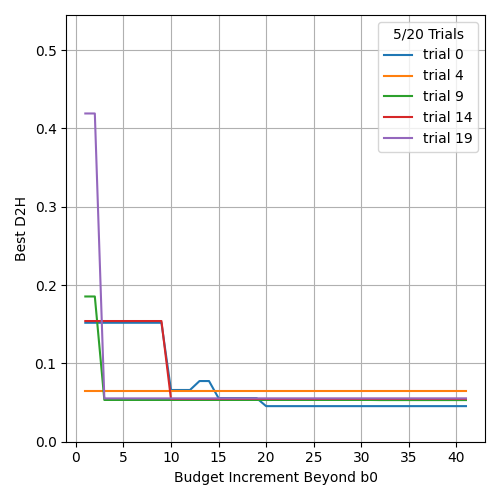 5/20 Trials
trial 0
trial 4
trial 9
trial 14
trial 19
Best D2H
0.5
0.4
0.3
0.2
0.1
0.0
0 5 10 15 20 25 30 35 40
Budget Increment Beyond b0